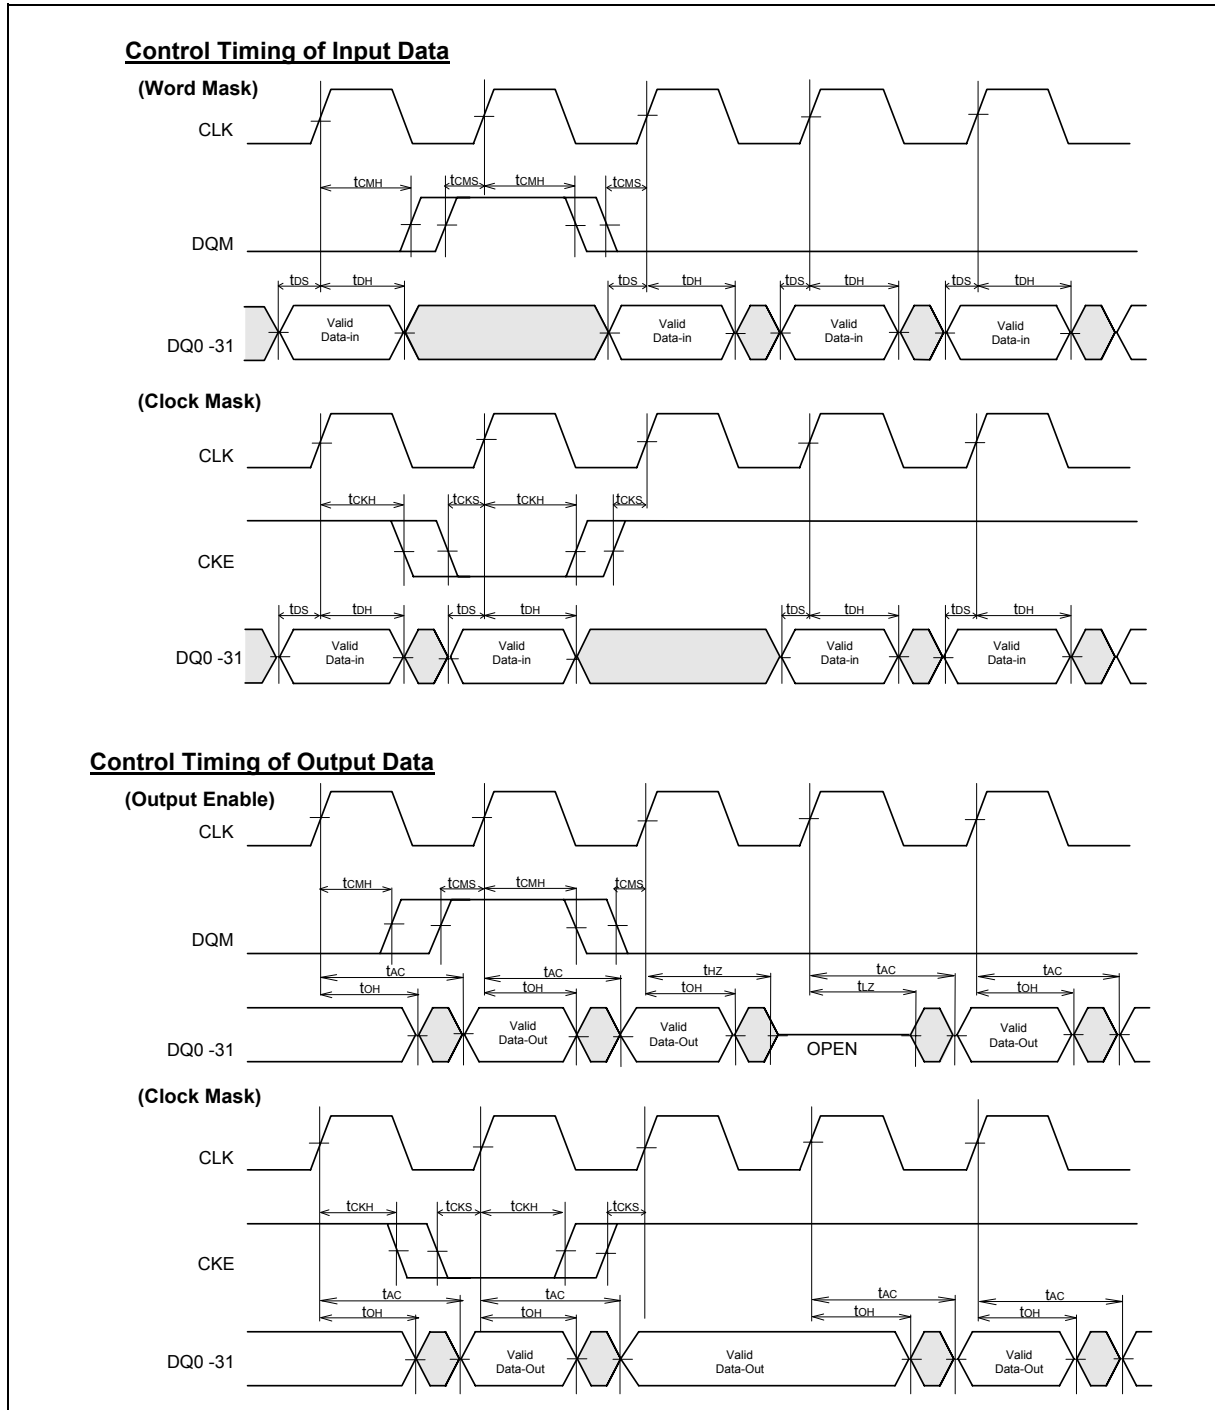 Control Timing of Input Data
(Word Mask)
CLK
tCMH tCMS tCMH tCMS
DQM
tDS tDH tDS tDH tDS tDH tDS tDH
Valid Data-in Valid Data-in Valid Data-in Valid Data-in
DQ0 -31
(Clock Mask)
CLK
tCKH tCKS tCKH tCKS
CKE
tDS tDH tDS tDH tDS tDH tDS tDH
Valid Data-in Valid Data-in Valid Data-in Valid Data-in
DQ0 -31
Control Timing of Output Data
(Output Enable)
CLK
tCMH tCMS tCMH tCMS
DQM
tAC tAC tHZ tAC tAC
tOH tOH tOH tLZ tOH
Valid Data-Out Valid Data-Out Valid Data-Out
DQ0 -31 OPEN
(Clock Mask)
CLK
tCKH tCKS tCKH tCKS
CKE
tAC tAC tAC tAC
tOH tOH tOH tOH
Valid Data-Out Valid Data-Out Valid Data-Out
DQ0 -31